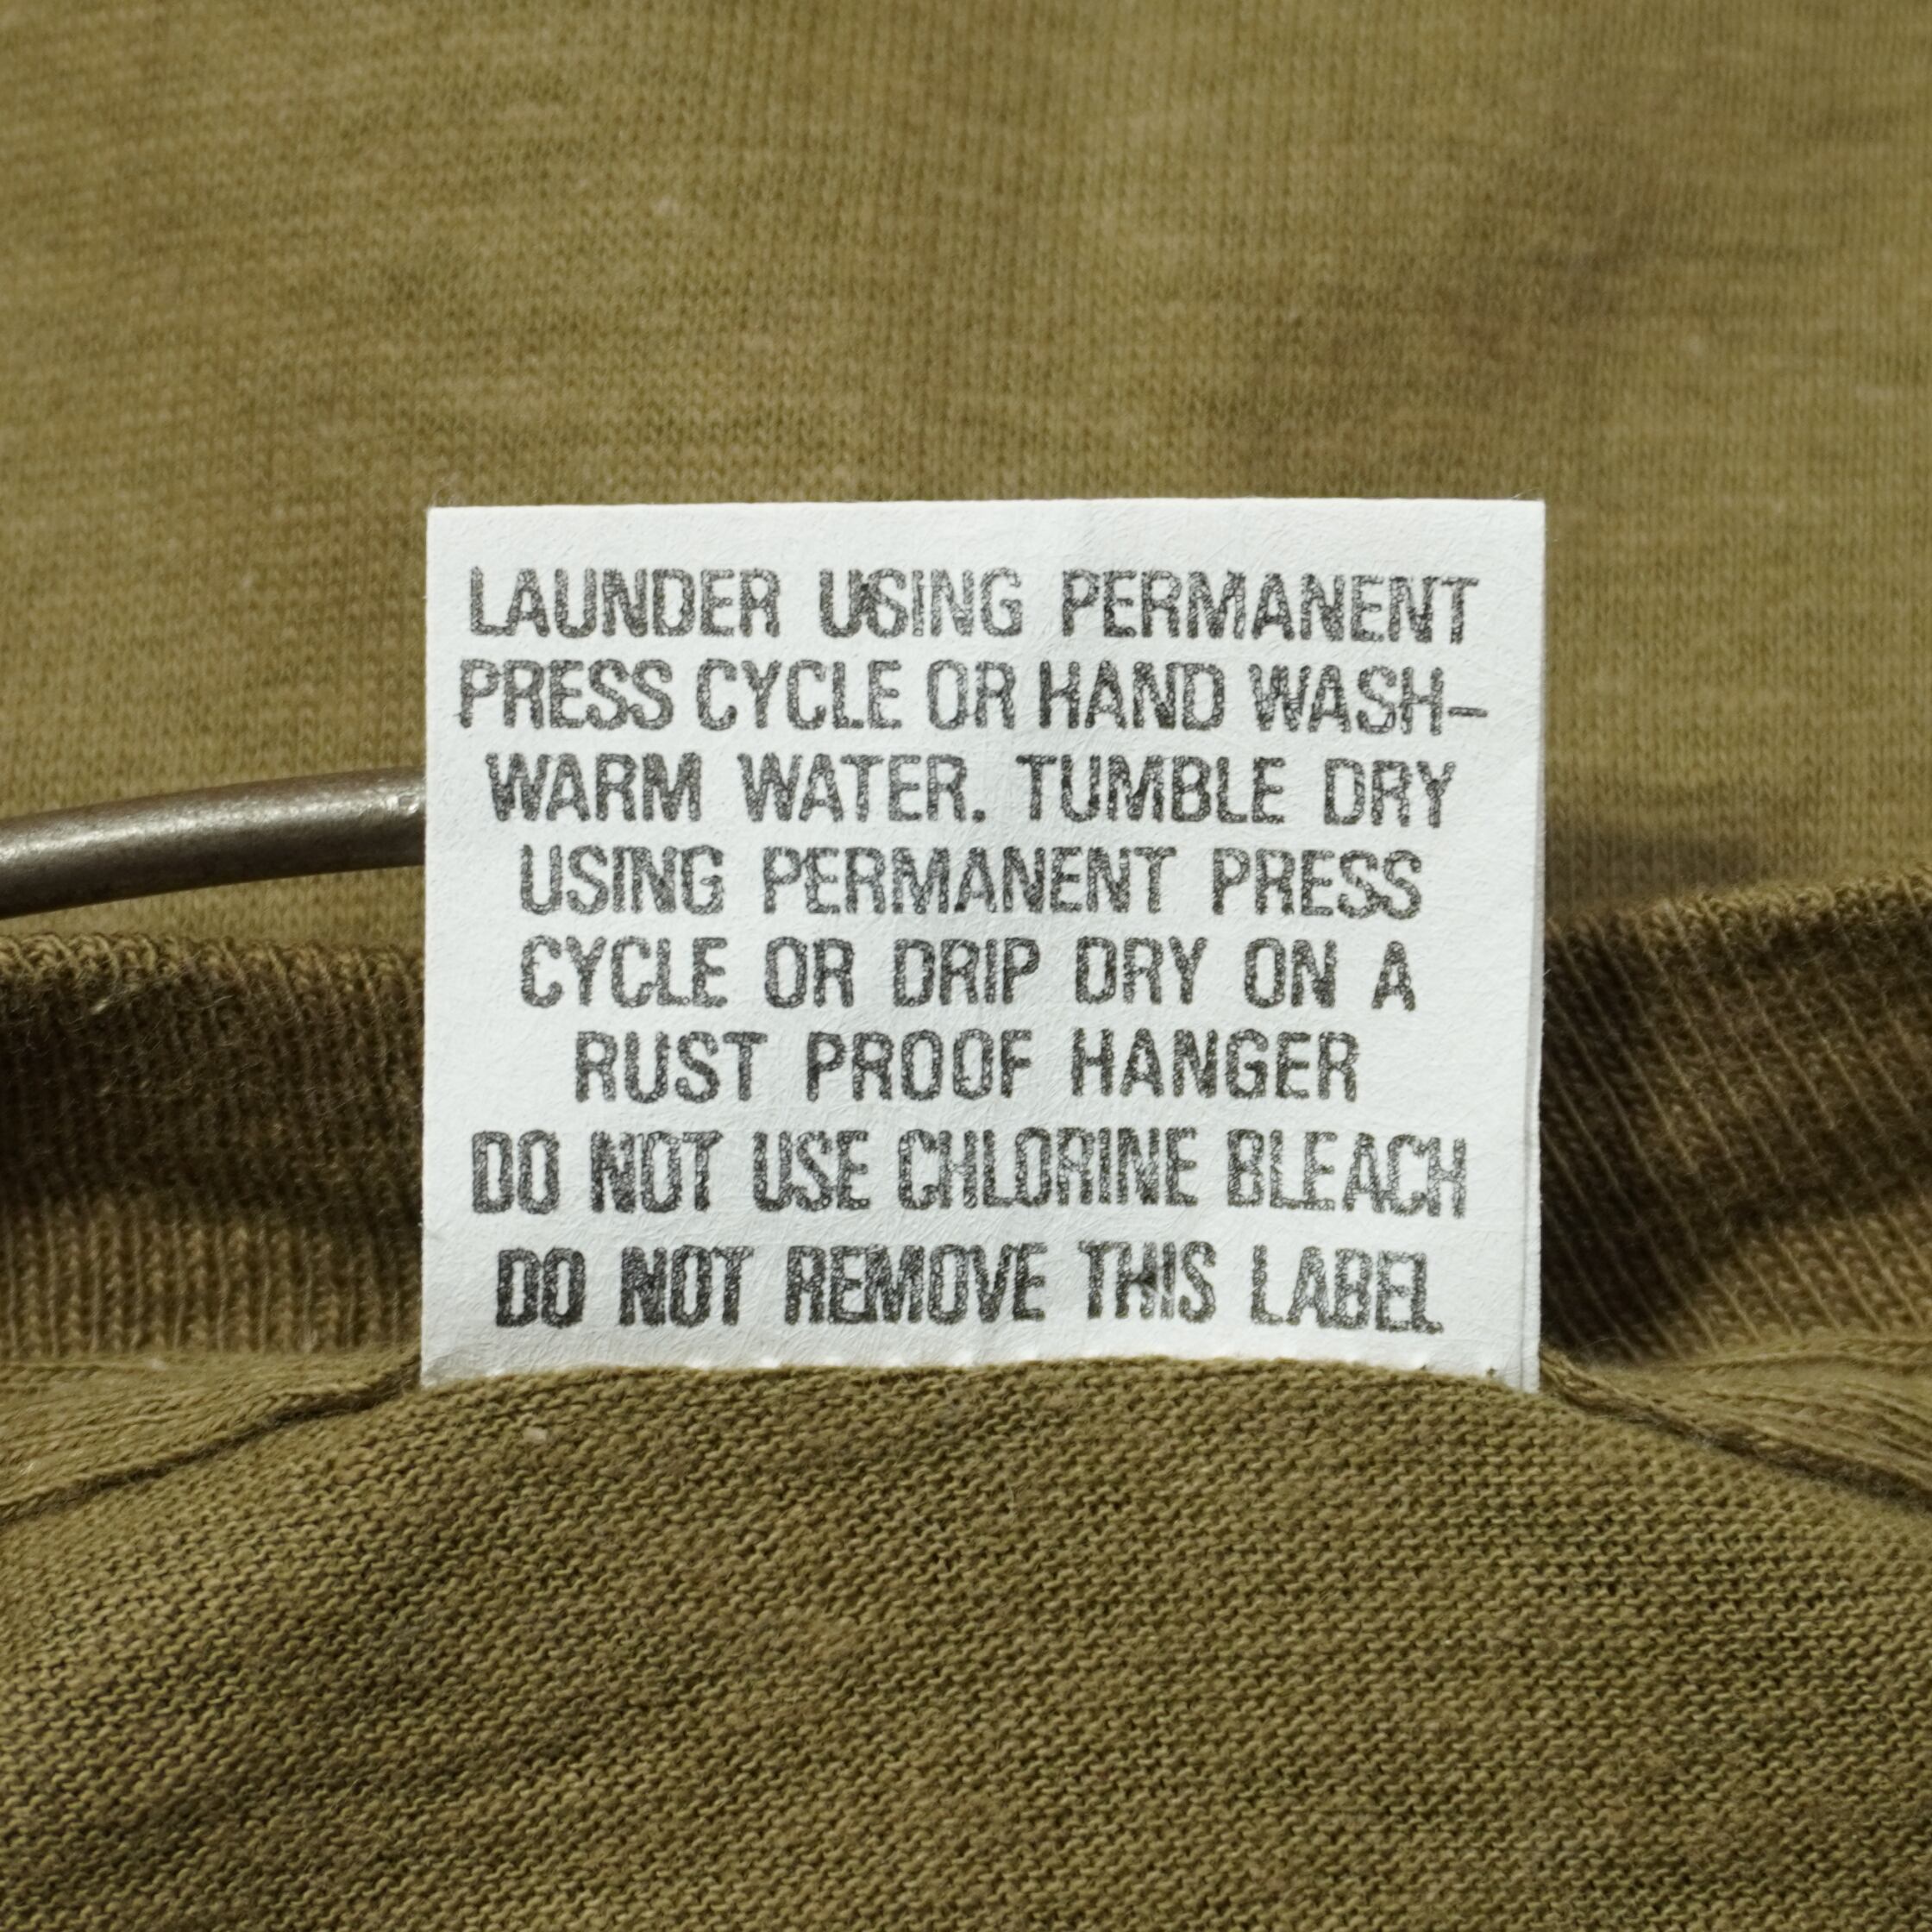 LAUNDER USING PERMANENT
PRESS CYCLE OR HAND WASH-
WARM WATER. TUMBLE DRY
USING PERMANENT PRESS
CYCLE OR DRIP DRY ON A
RUST PROOF HANGER
DO NOT USE CHLORINE BLEACH
DO NOT REMOVE THIS LABEL